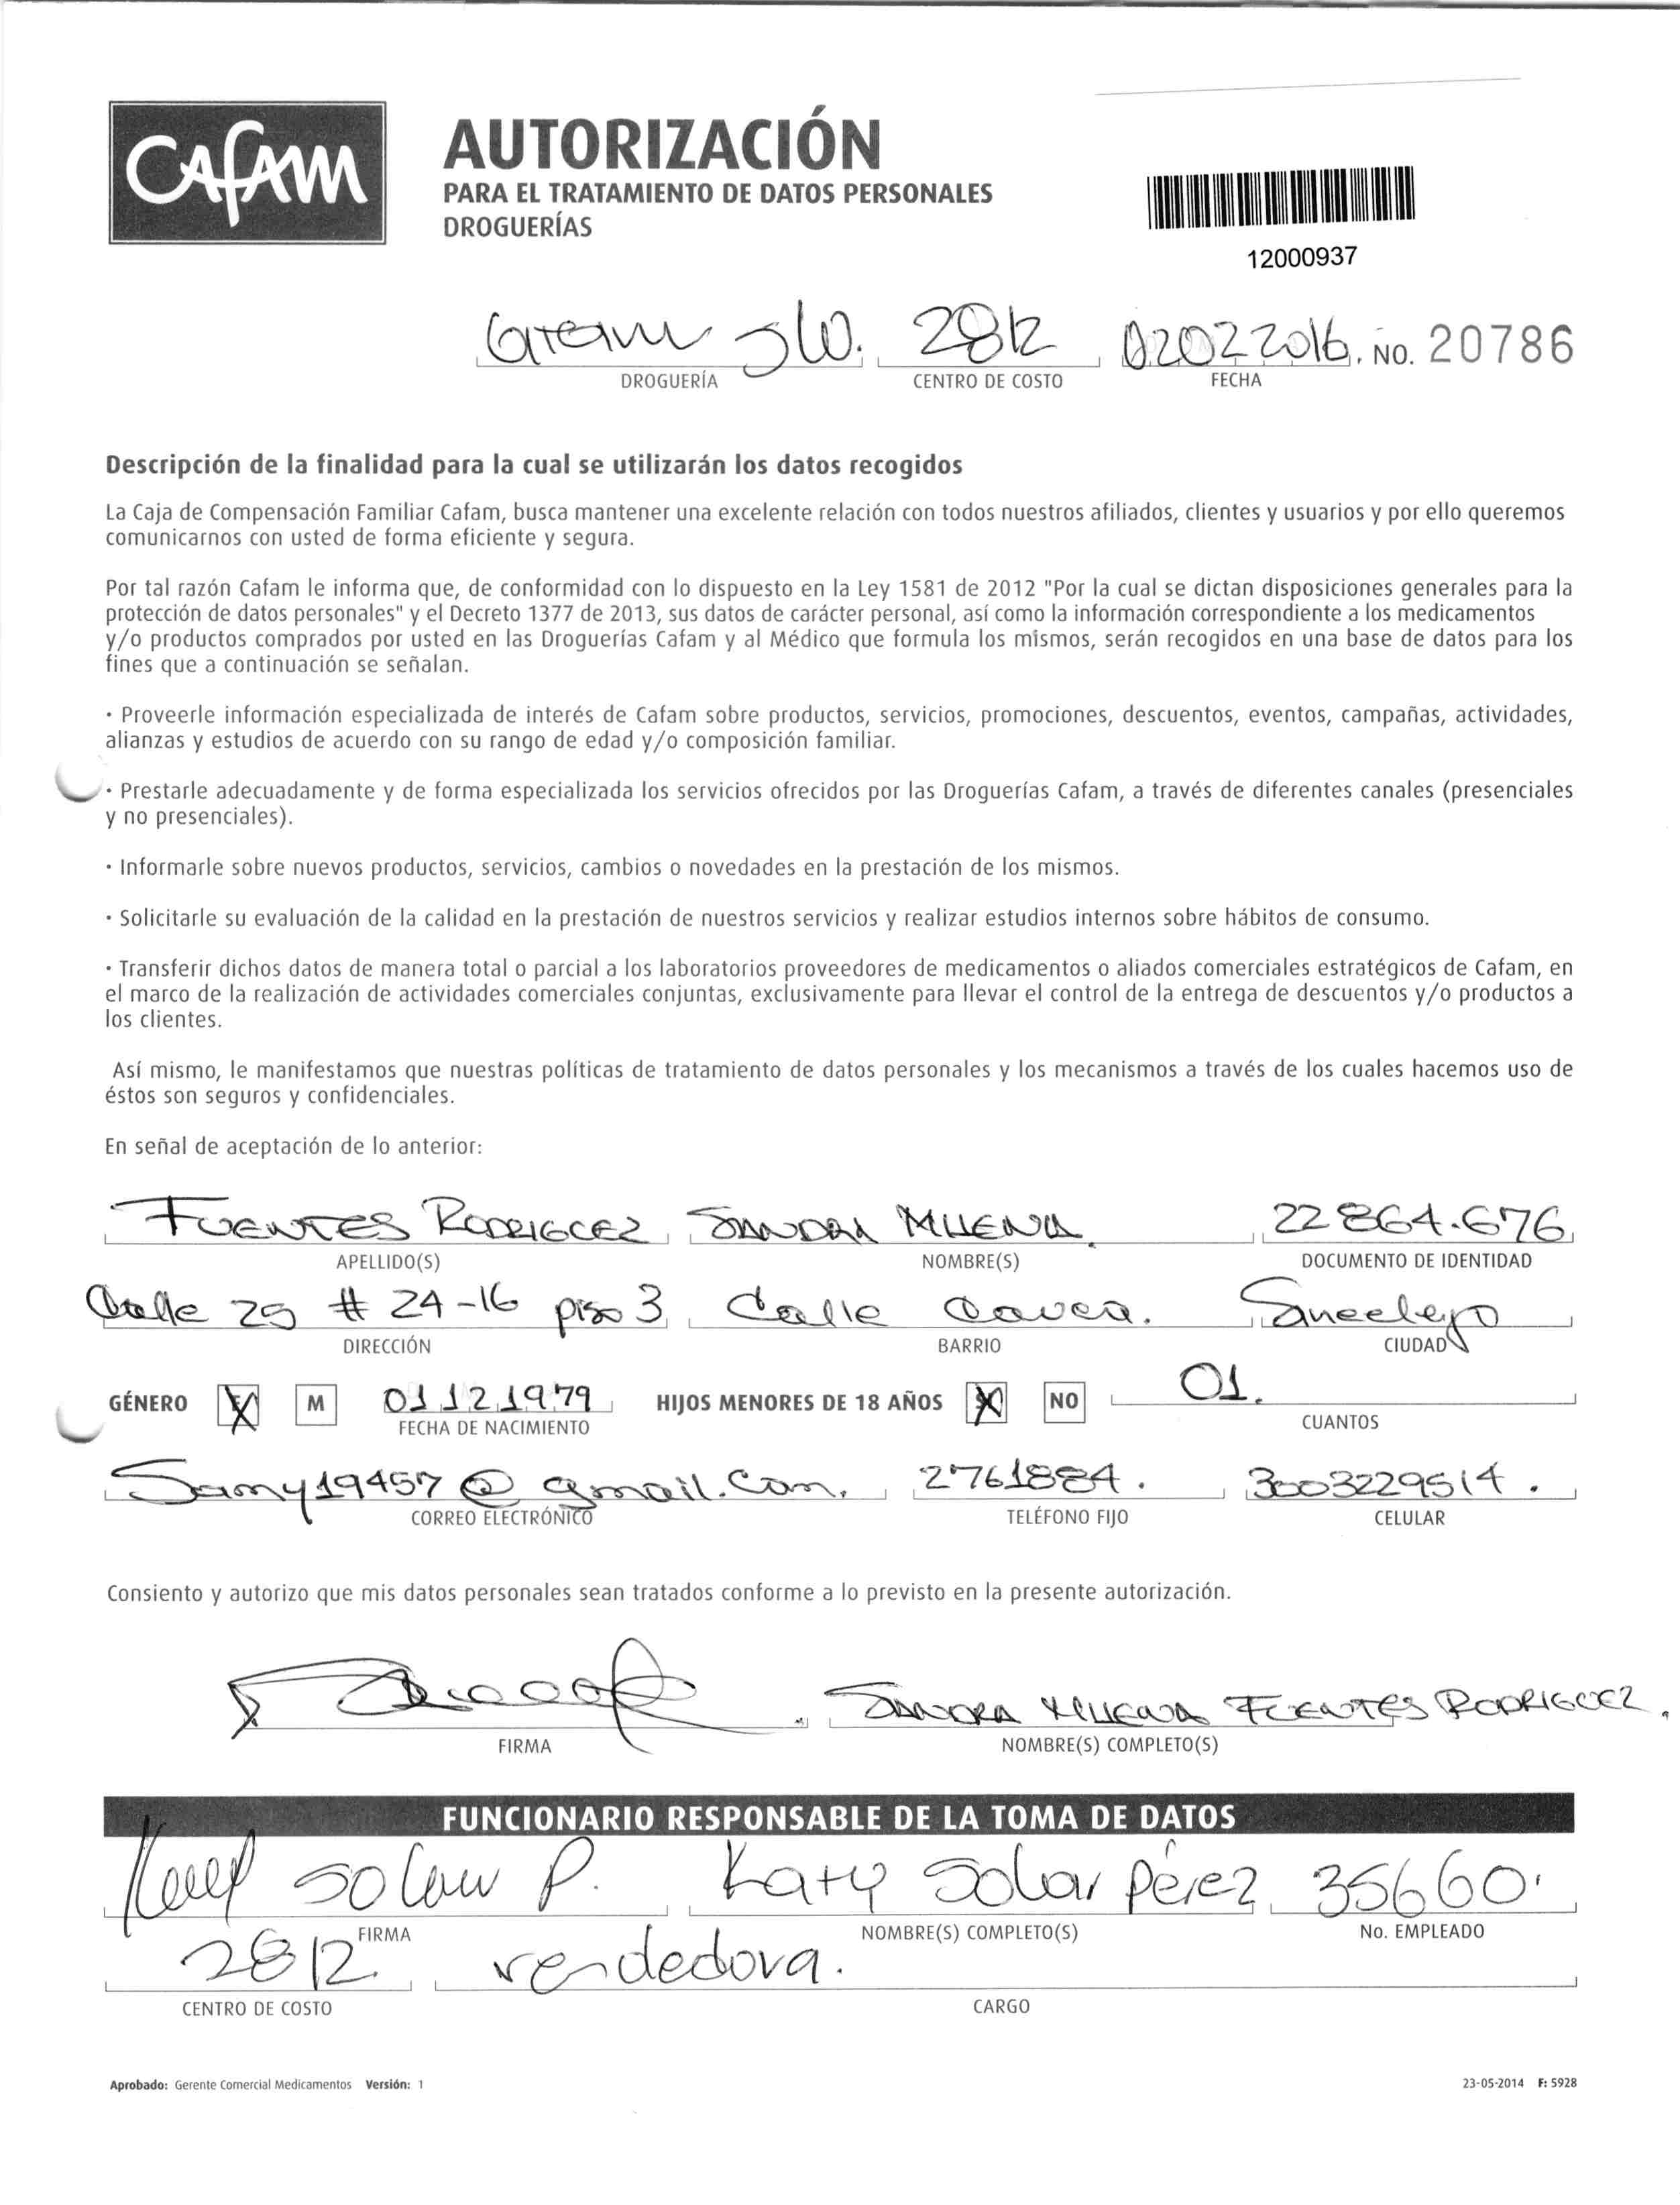 Cafam
AUTORIZACIÓN
PARA EL TRATAMIENTO DE DATOS PERSONALES
DROGUERÍAS
12000937
2812 02022016. NO. 20786
DROGUERÍA CENTRO DE COSTO FECHA
Descripción de la finalidad para la cual se utilizarán los datos recogidos
La Caja de Compensación Familiar Cafam, busca mantener una excelente relación con todos nuestros afiliados, clientes y usuarios y por ello queremos
comunicarnos con usted de forma eficiente y segura.
Por tal razón Cafam le informa que, de conformidad con lo dispuesto en la Ley 1581 de 2012 "Por la cual se dictan disposiciones generales para la
protección de datos personales" y el Decreto 1377 de 2013, sus datos de carácter personal, así como la información correspondiente a los medicamentos
y/o productos comprados por usted en las Droguerías Cafam y al Médico que formula los mismos, serán recogidos en una base de datos para los
fines que a continuación se señalan.
· Proveerle información especializada de interés de Cafam sobre productos, servicios, promociones, descuentos, eventos, campañas, actividades,
alianzas y estudios de acuerdo con su rango de edad y/o composición familiar.
· Prestarle adecuadamente y de forma especializada los servicios ofrecidos por las Droguerías Cafam, a través de diferentes canales (presenciales
y no presenciales).
· Informarle sobre nuevos productos, servicios, cambios o novedades en la prestación de los mismos.
· Solicitarle su evaluación de la calidad en la prestación de nuestros servicios y realizar estudios internos sobre hábitos de consumo.
· Transferir dichos datos de manera total o parcial a los laboratorios proveedores de medicamentos o aliados comerciales estratégicos de Cafam, en
el marco de la realización de actividades comerciales conjuntas, exclusivamente para llevar el control de la entrega de descuentos y/o productos a
los clientes.
Así mismo, le manifestamos que nuestras políticas de tratamiento de datos personales y los mecanismos a través de los cuales hacemos uso de
éstos son seguros y confidenciales.
En señal de aceptación de lo anterior:
FUENTES RODRIGUEZ SANDRA MILENA 22864.676
APELLIDO(S) NOMBRE(S) DOCUMENTO DE IDENTIDAD
Calle 25 # 24-16 piso 3 Calle Cauca. Sincelejo
DIRECCIÓN BARRIO CIUDAD
GÉNERO F M 01121979 HIJOS MENORES DE 18 AÑOS SI NO 01.
FECHA DE NACIMIENTO CUANTOS
Samy19457@gmail.com. 2761884. 3003229514.
CORREO ELECTRÓNICO TELÉFONO FIJO CELULAR
Consiento y autorizo que mis datos personales sean tratados conforme a lo previsto en la presente autorización.
SANDRA MILENA FUENTES RODRIGUEZ.
FIRMA NOMBRE(S) COMPLETO(S)
FUNCIONARIO RESPONSABLE DE LA TOMA DE DATOS
Katy Solar Pérez 35660.
FIRMA NOMBRE(S) COMPLETO(S) No. EMPLEADO
2812 vendedora.
CENTRO DE COSTO CARGO
Aprobado: Gerente Comercial Medicamentos Versión: 1 23-05-2014 F: 5928